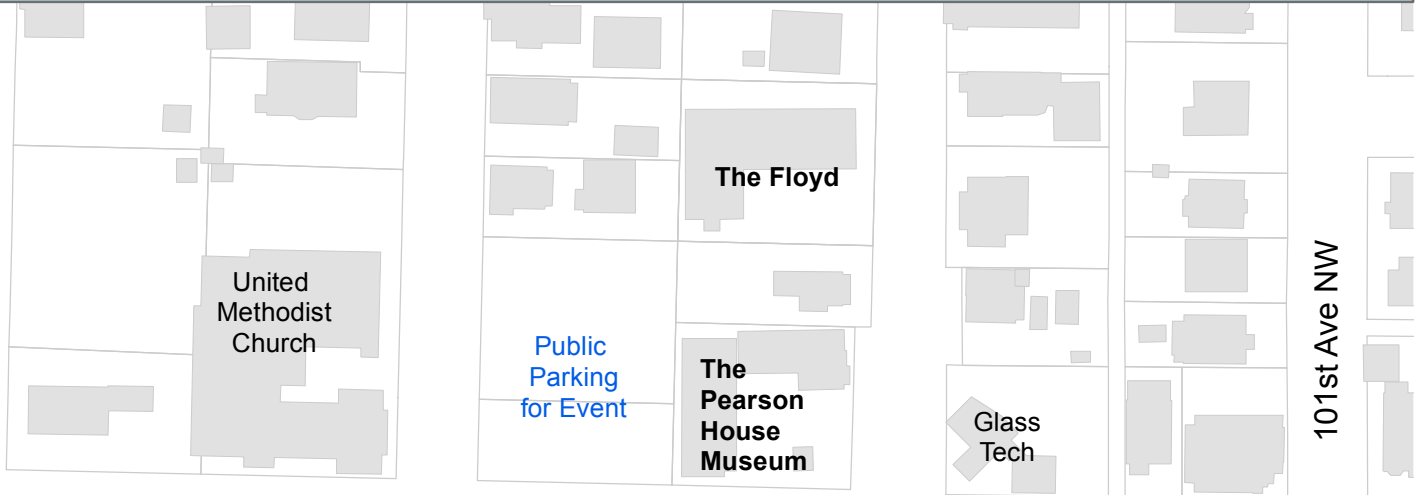 The Floyd
United
Methodist
Church
Public
Parking
for Event
The
Pearson
House
Museum
Glass
Tech
101st Ave NW